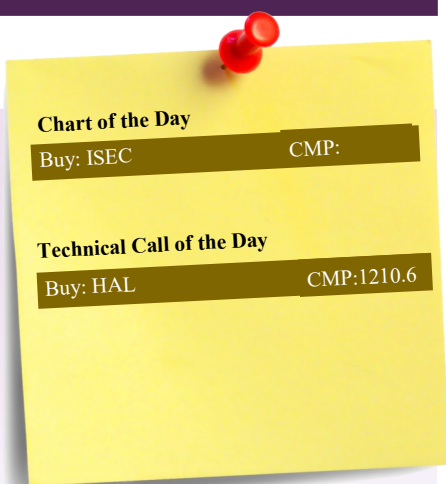 Chart of the Day
Buy: ISEC CMP:
Technical Call of the Day
Buy: HAL CMP:1210.6